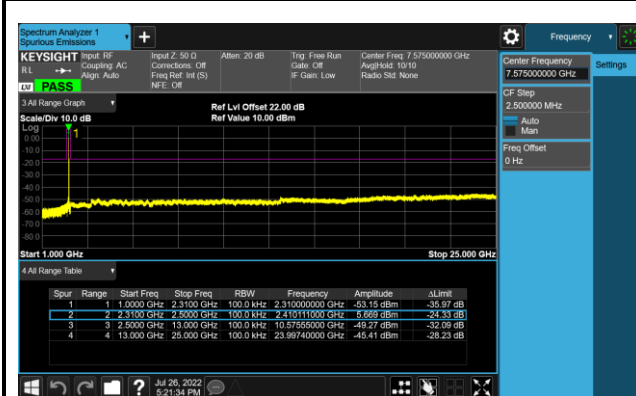 Spectrum Analyzer 1
Spurious Emissions
+
Frequency
KEYSIGHT
Input: RF
Coupling: AC
Align: Auto
Input Z: 50 Ω
Corrections: Off
Freq Ref: Int (S)
NFE: Off
Atten: 20 dB
Trig: Free Run
Gate: Off
IF Gain: Low
Center Freq: 7.575000000 GHz
Avg|Hold: 10/10
Radio Std: None
R L
LXI PASS
Center Frequency
7.575000000 GHz
Settings
CF Step
2.500000 MHz
Auto
Man
Freq Offset
0 Hz
3 All Range Graph
Scale/Div 10.0 dB
Ref Lvl Offset 22.00 dB
Ref Value 10.00 dBm
Log
1
0.00
-10.0
-20.0
-30.0
-40.0
-50.0
-60.0
-70.0
-80.0
Start 1.000 GHz
Stop 25.000 GHz
4 All Range Table
Spur Range Start Freq Stop Freq RBW Frequency Amplitude ΔLimit
1 1 1.0000 GHz 2.3100 GHz 100.0 kHz 2.310000000 GHz -53.15 dBm -35.97 dB
2 2 2.3100 GHz 2.5000 GHz 100.0 kHz 2.410111000 GHz 5.669 dBm -24.33 dB
3 3 2.5000 GHz 13.000 GHz 100.0 kHz 10.57555000 GHz -49.27 dBm -32.09 dB
4 4 13.000 GHz 25.000 GHz 100.0 kHz 23.99740000 GHz -45.41 dBm -28.23 dB
?
Jul 26, 2022
5:21:34 PM